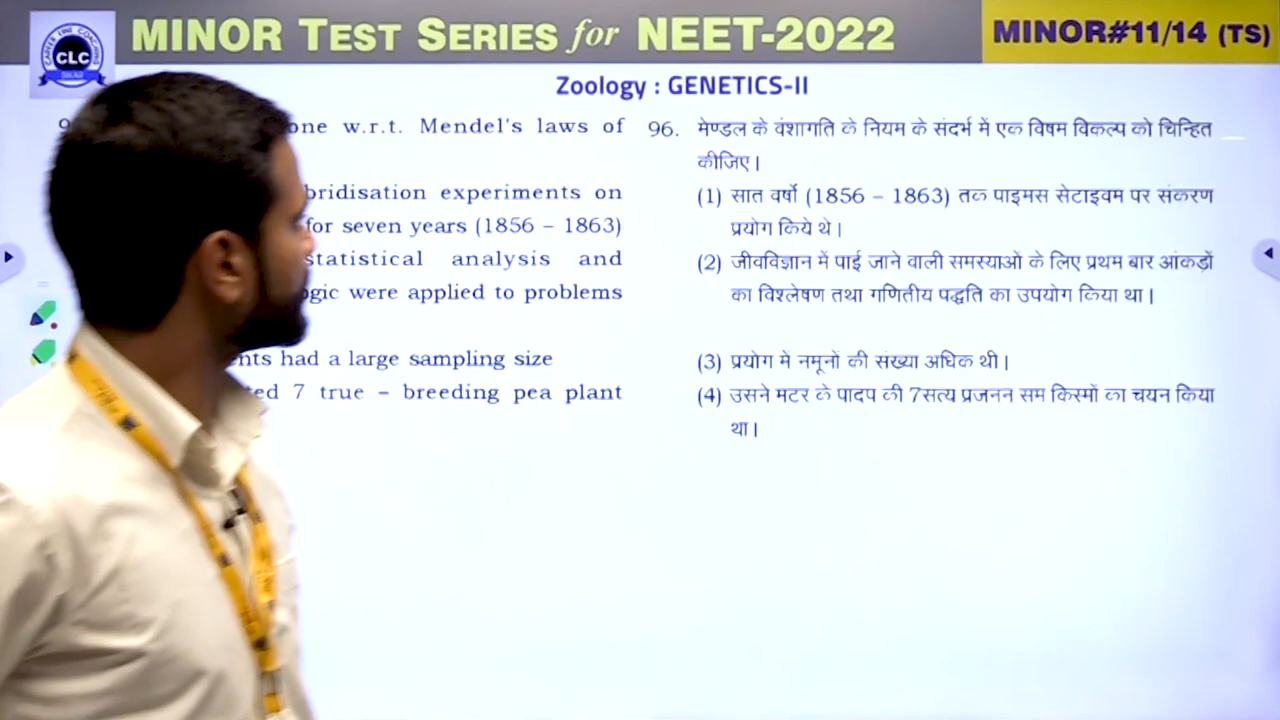 MINOR TEST SERIES for NEET-2022
MINOR#11/14 (TS)
CLC
Zoology : GENETICS-II
one w.r.t. Mendel's laws of
bridisation experiments on
for seven years (1856 – 1863)
statistical analysis and
ogic were applied to problems
nts had a large sampling size
ed 7 true – breeding pea plant
96. मेण्डल के वंशागति के नियम के संदर्भ में एक विषम विकल्प को चिन्हित
कीजिए।
(1) सात वर्षो (1856 – 1863) तक पाइमस सेटाइवम पर संकरण
प्रयोग किये थे।
(2) जीवविज्ञान में पाई जाने वाली समस्याओं के लिए प्रथम बार आंकड़ों
का विश्लेषण तथा गणितीय पद्धति का उपयोग किया था।
(3) प्रयोग मे नमूनो की संख्या अधिक थी।
(4) उसने मटर के पादप की 7सत्य प्रजनन सम किस्मों का चयन किया
था।